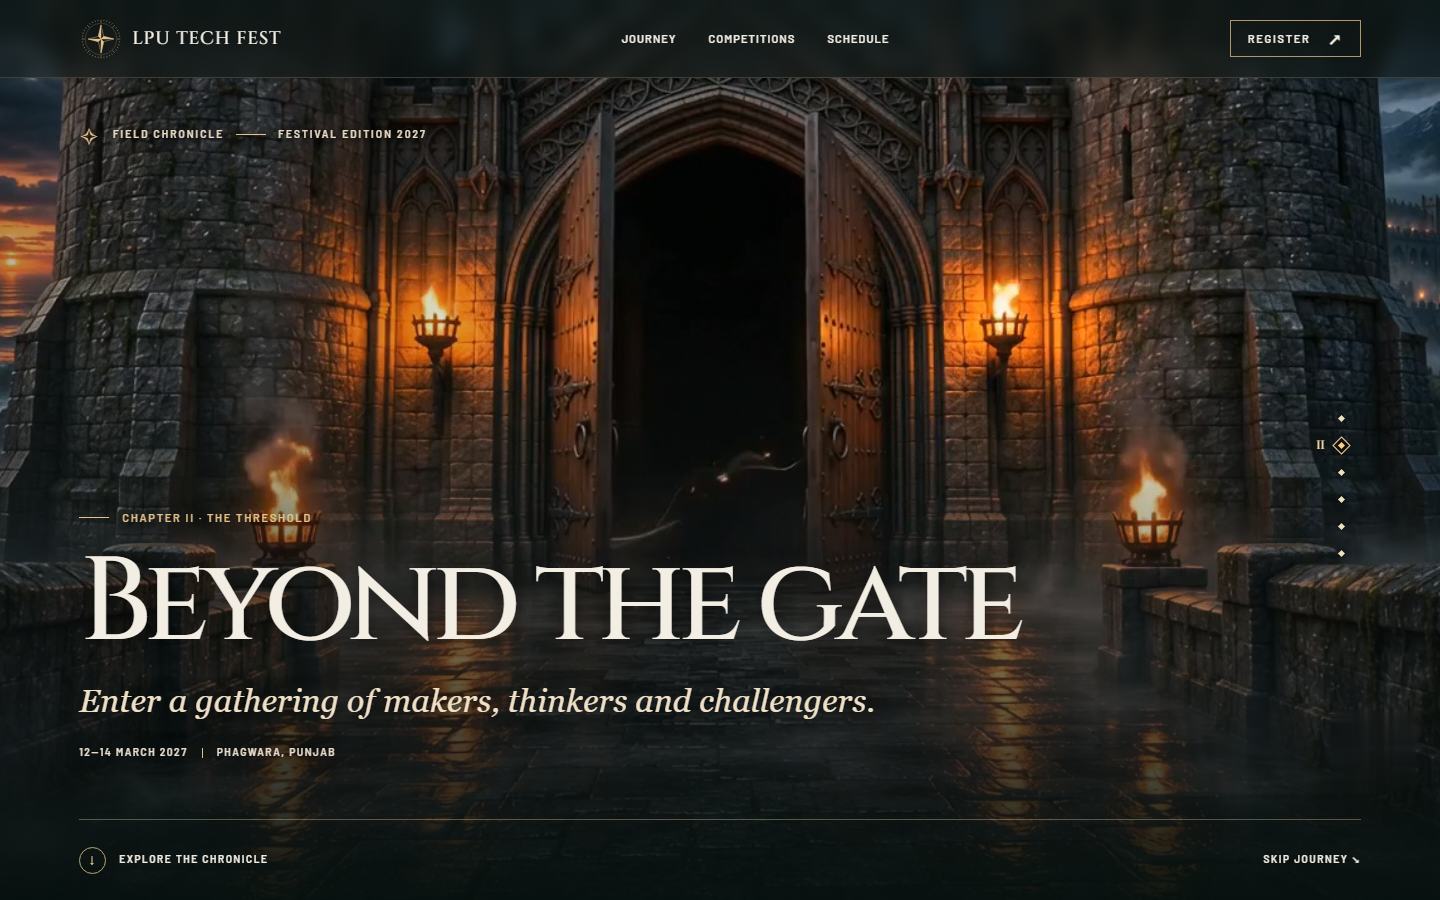 LPU TECH FEST
JOURNEY
COMPETITIONS
SCHEDULE
REGISTER ↗
FIELD CHRONICLE
FESTIVAL EDITION 2027
II
CHAPTER II · THE THRESHOLD
BEYOND THE GATE
Enter a gathering of makers, thinkers and challengers.
12–14 MARCH 2027 | PHAGWARA, PUNJAB
↓ EXPLORE THE CHRONICLE
SKIP JOURNEY ↘